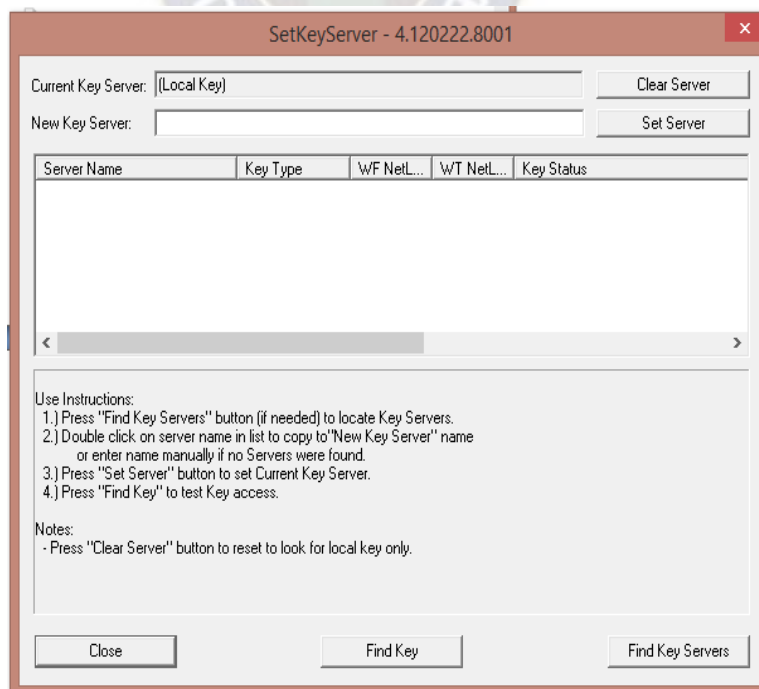 SetKeyServer - 4.120222.8001
x
Current Key Server: (Local Key) Clear Server
New Key Server: Set Server
Server Name Key Type WF NetL... WT NetL... Key Status
Use Instructions:
1.) Press "Find Key Servers" button (if needed) to locate Key Servers.
2.) Double click on server name in list to copy to"New Key Server" name
or enter name manually if no Servers were found.
3.) Press "Set Server" button to set Current Key Server.
4.) Press "Find Key" to test Key access.
Notes:
- Press "Clear Server" button to reset to look for local key only.
Close Find Key Find Key Servers